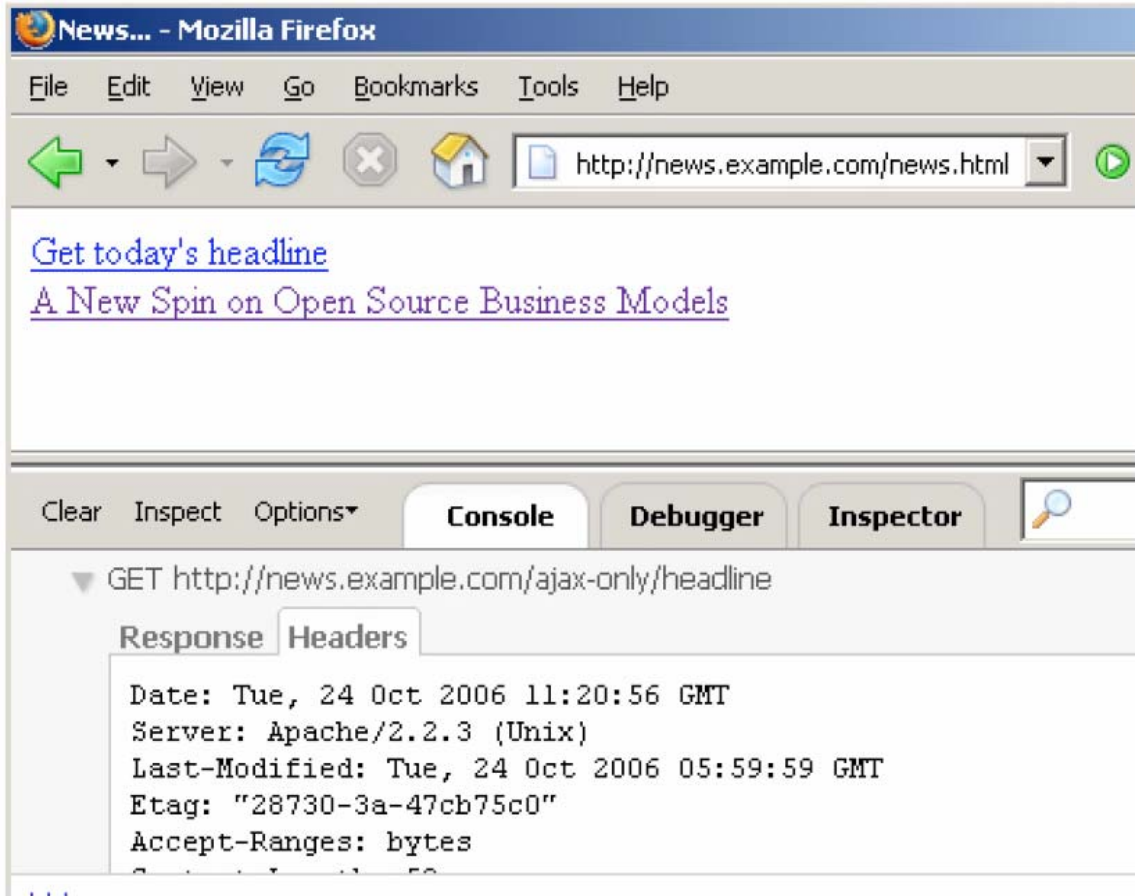 News... - Mozilla Firefox
File Edit View Go Bookmarks Tools Help
http://news.example.com/news.html
Get today's headline
A New Spin on Open Source Business Models
Clear Inspect Options Console Debugger Inspector
GET http://news.example.com/ajax-only/headline
Response Headers
Date: Tue, 24 Oct 2006 11:20:56 GMT
Server: Apache/2.2.3 (Unix)
Last-Modified: Tue, 24 Oct 2006 05:59:59 GMT
Etag: "28730-3a-47cb75c0"
Accept-Ranges: bytes